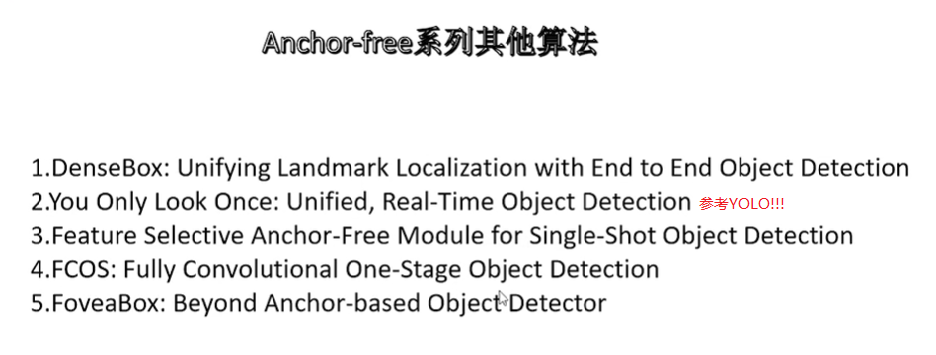 Anchor-free系列其他算法
1.DenseBox: Unifying Landmark Localization with End to End Object Detection
2.You Only Look Once: Unified, Real-Time Object Detection 参考YOLO!!!
3.Feature Selective Anchor-Free Module for Single-Shot Object Detection
4.FCOS: Fully Convolutional One-Stage Object Detection
5.FoveaBox: Beyond Anchor-based Object Detector